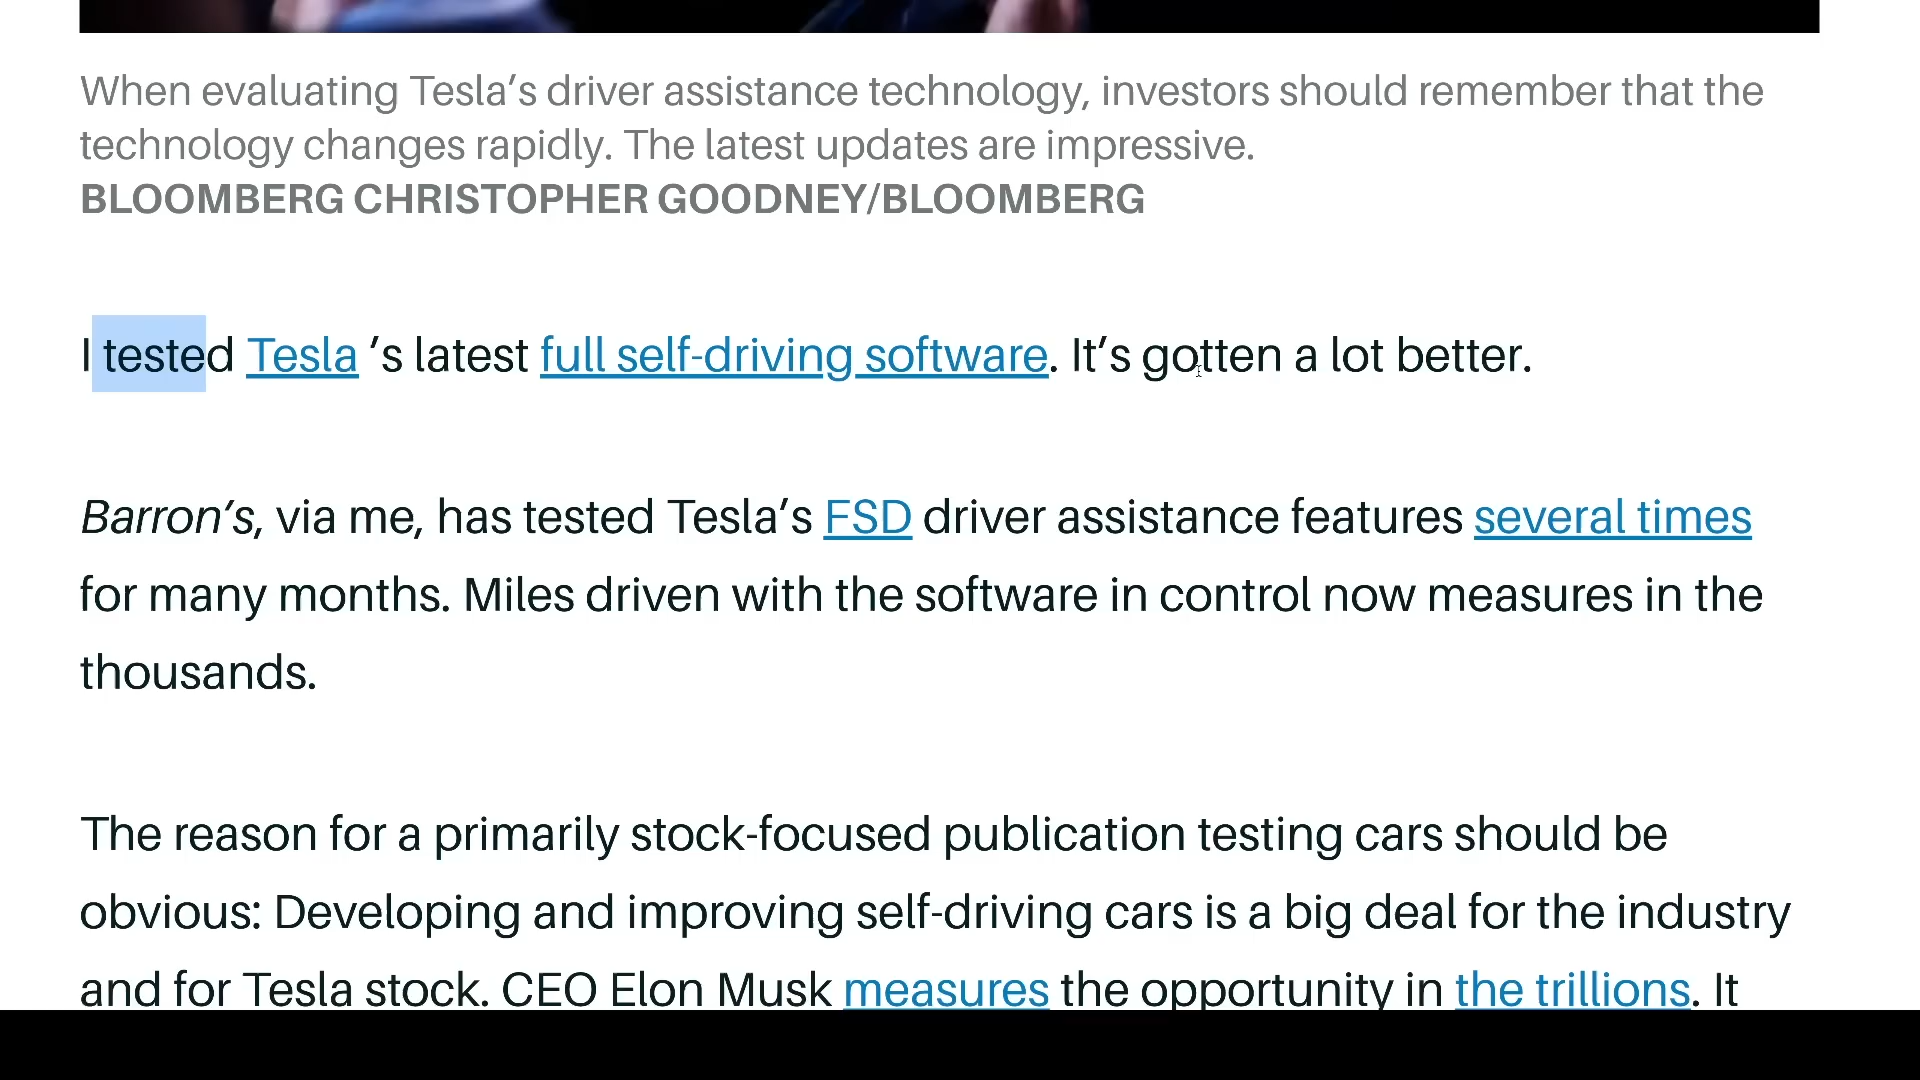 When evaluating Tesla’s driver assistance technology, investors should remember that the
technology changes rapidly. The latest updates are impressive.
BLOOMBERG CHRISTOPHER GOODNEY/BLOOMBERG
I tested Tesla ’s latest full self-driving software. It’s gotten a lot better.
Barron’s, via me, has tested Tesla’s FSD driver assistance features several times
for many months. Miles driven with the software in control now measures in the
thousands.
The reason for a primarily stock-focused publication testing cars should be
obvious: Developing and improving self-driving cars is a big deal for the industry
and for Tesla stock. CEO Elon Musk measures the opportunity in the trillions. It